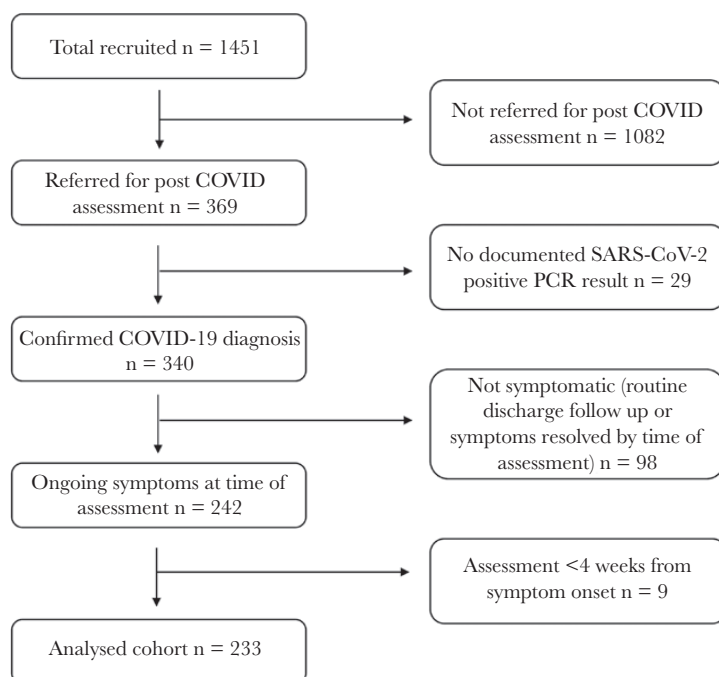 Total recruited n = 1451
Not referred for post COVID
assessment n = 1082
Referred for post COVID
assessment n = 369
No documented SARS-CoV-2
positive PCR result n = 29
Confirmed COVID-19 diagnosis
n = 340
Not symptomatic (routine
discharge follow up or
symptoms resolved by time of
assessment) n = 98
Ongoing symptoms at time of
assessment n = 242
Assessment <4 weeks from
symptom onset n = 9
Analysed cohort n = 233